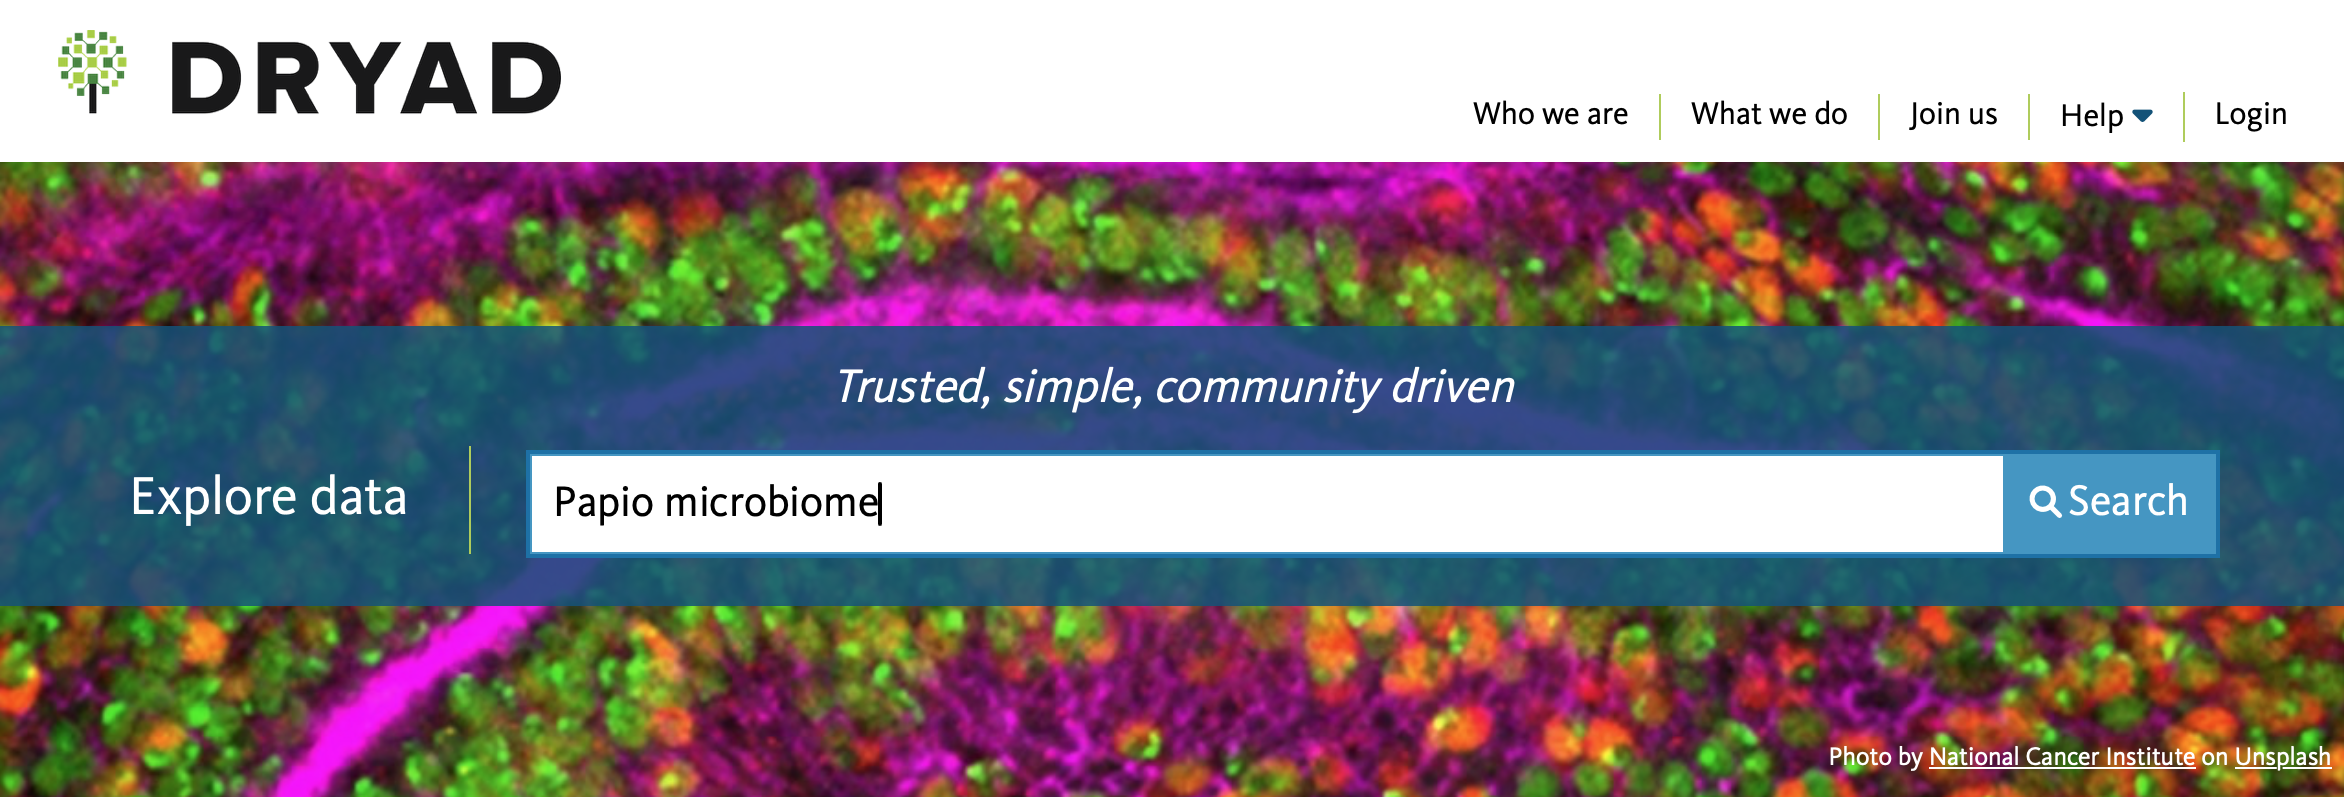 DRYAD
Who we are What we do Join us Help Login
Trusted, simple, community driven
Explore data Papio microbiome Search
Photo by National Cancer Institute on Unsplash